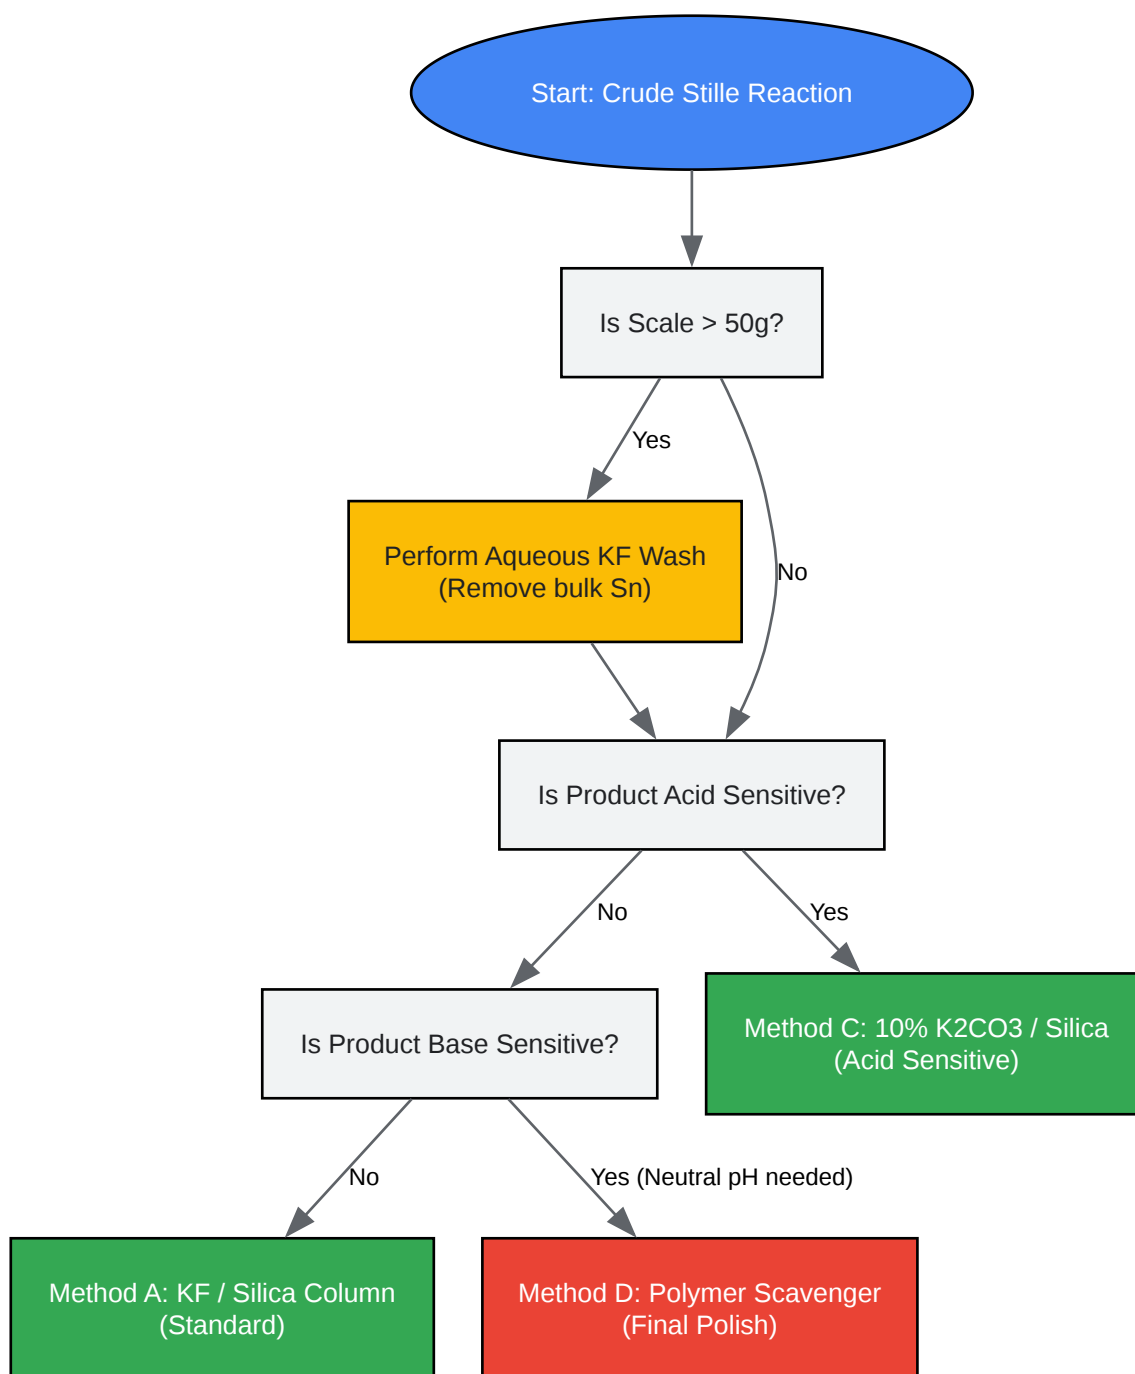 Start: Crude Stille Reaction
Is Scale > 50g?
Yes
Perform Aqueous KF Wash
(Remove bulk Sn)
No
Is Product Acid Sensitive?
No
Yes
Is Product Base Sensitive?
Method C: 10% K2CO3 / Silica
(Acid Sensitive)
No
Yes (Neutral pH needed)
Method A: KF / Silica Column
(Standard)
Method D: Polymer Scavenger
(Final Polish)